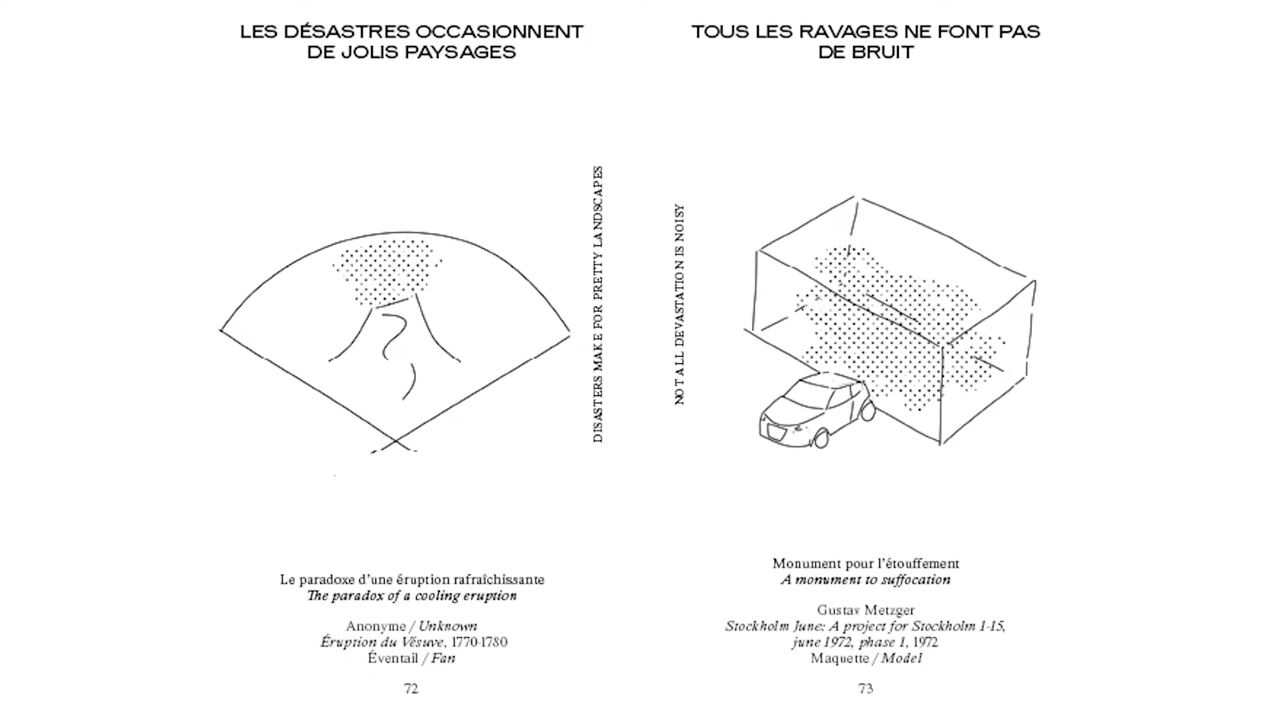 LES DÉSASTRES OCCASIONNENT
DE JOLIS PAYSAGES
DISASTERS MAKE FOR PRETTY LANDSCAPES
Le paradoxe d'une éruption rafraîchissante
The paradox of a cooling eruption
Anonyme / Unknown
Éruption du Vésuve, 1770-1780
Éventail / Fan
72
TOUS LES RAVAGES NE FONT PAS
DE BRUIT
NOT ALL DEVASTATION IS NOISY
Monument pour l'étouffement
A monument to suffocation
Gustav Metzger
Stockholm June: A project for Stockholm 1-15,
june 1972, phase 1, 1972
Maquette / Model
73